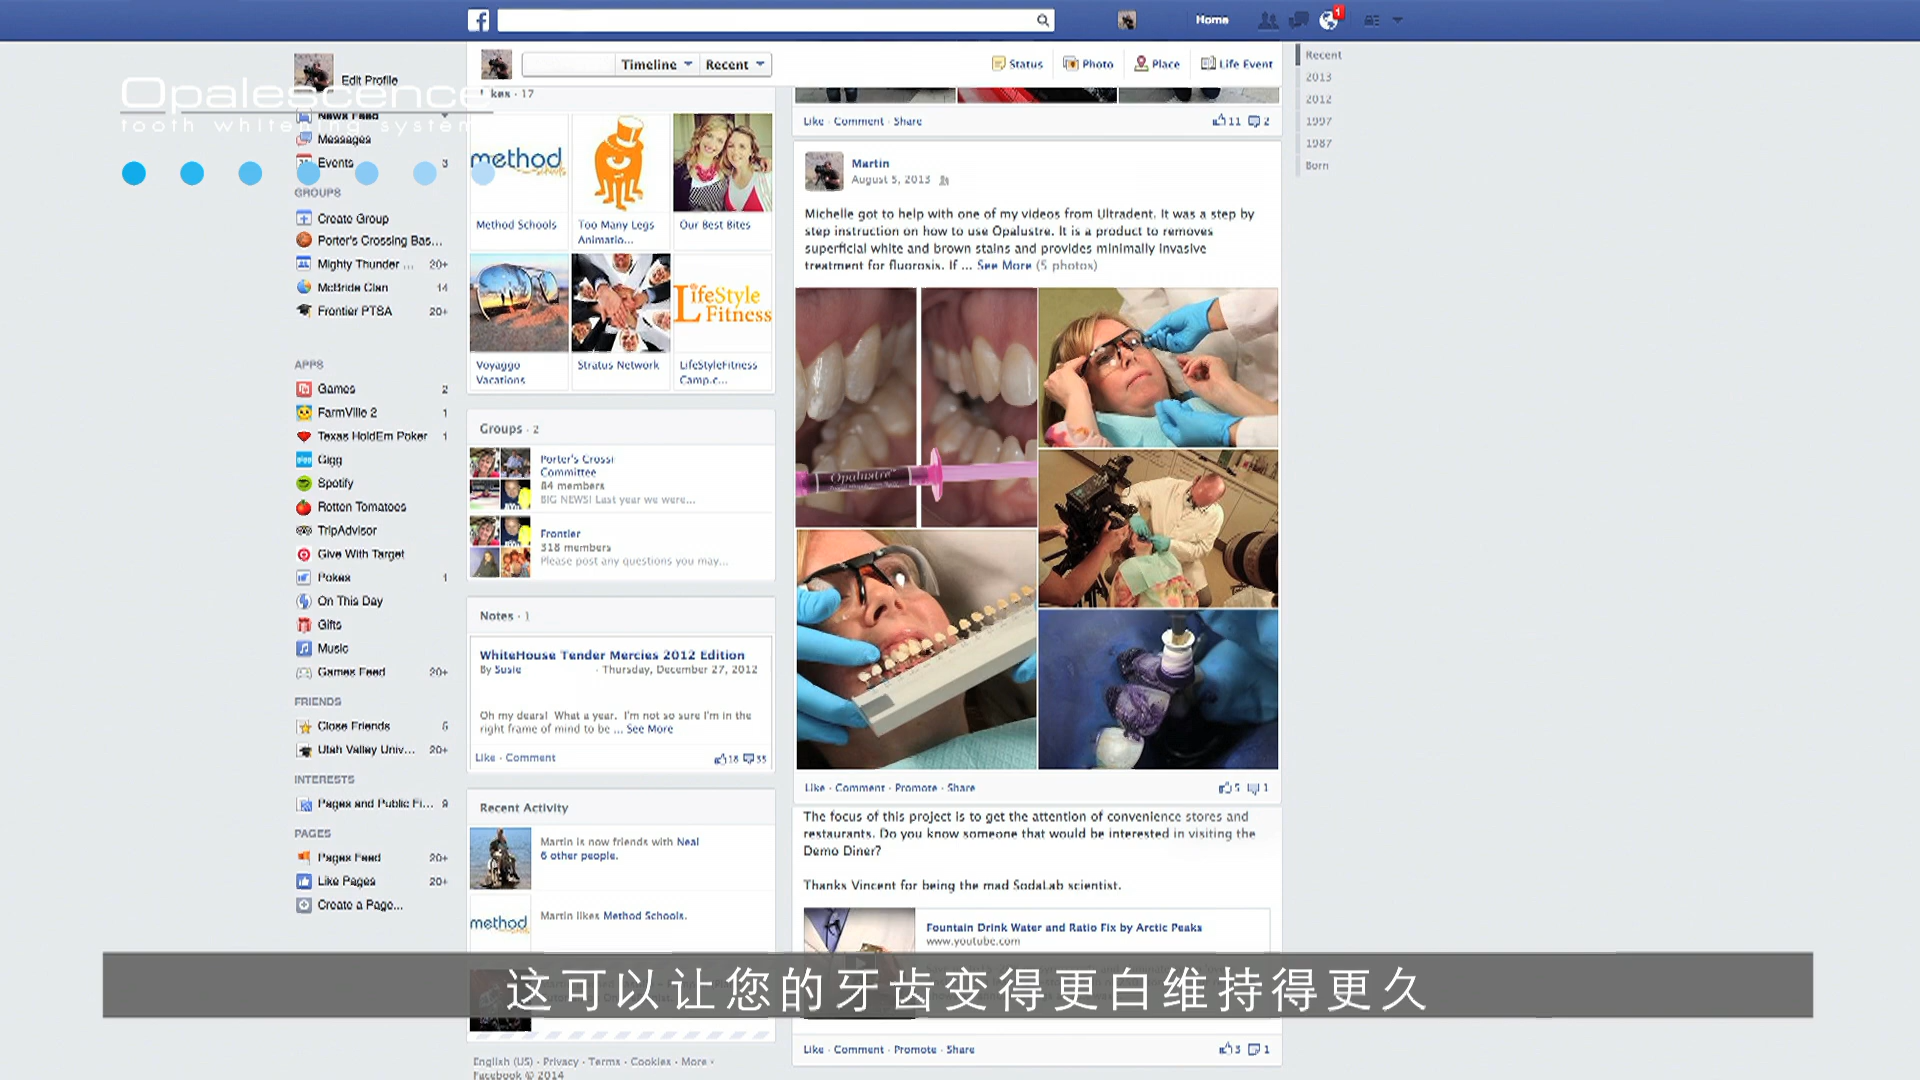 Home
1
Opalescence
tooth whitening system
Edit Profile
News Feed
Messages
Events 3
GROUPS
Create Group
Porter's Crossing Bas...
Mighty Thunder ... 20+
McBride Clan 14
Frontier PTSA 20+
APPS
Games 2
FarmVille 2 1
Texas HoldEm Poker 1
Gigg
Spotify
Rotten Tomatoes
TripAdvisor
Give With Target
Pokes 1
On This Day
Gifts
Music
Games Feed 20+
FRIENDS
Close Friends 5
Utah Valley Univ... 20+
INTERESTS
Pages and Public Fi... 9
PAGES
Pages Feed 20+
Like Pages 20+
Create a Page...
Timeline
Recent
Status
Photo
Place
Life Event
Likes · 17
method
schools
Method Schools
Too Many Legs
Animatio...
Our Best Bites
LifeStyle
Fitness
Voyaggo
Vacations
Stratus Network
LifeStyleFitness
Camp.c...
Groups · 2
Porter's Crossi
Committee
84 members
BIG NEWS! Last year we were...
Frontier
318 members
Please post any questions you may...
Notes · 1
WhiteHouse Tender Mercies 2012 Edition
By Susie · Thursday, December 27, 2012
Oh my dears! What a year. I'm not so sure I'm in the
right frame of mind to be ... See More
Like · Comment 18 35
Recent Activity
Martin is now friends with Neal
6 other people.
method
Martin likes Method Schools.
English (US) · Privacy · Terms · Cookies · More
Facebook © 2014
Like · Comment · Share 11 2
Martin
August 5, 2013
Michelle got to help with one of my videos from Ultradent. It was a step by
step instruction on how to use Opalustre. It is a product to removes
superficial white and brown stains and provides minimally invasive
treatment for fluorosis. If ... See More (5 photos)
Opalustre
Like · Comment · Promote · Share 5 1
The focus of this project is to get the attention of convenience stores and
restaurants. Do you know someone that would be interested in visiting the
Demo Diner?
Thanks Vincent for being the mad SodaLab scientist.
Fountain Drink Water and Ratio Fix by Arctic Peaks
www.youtube.com
Like · Comment · Promote · Share 3 1
Recent
2013
2012
1997
1987
Born
这可以让您的牙齿变得更白维持得更久